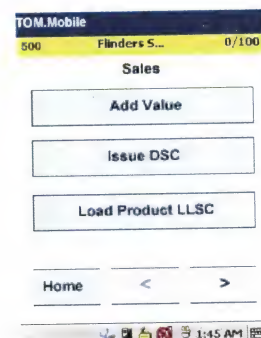 TOM.Mobile
500 Flinders S... 0/100
Sales
Add Value
Issue DSC
Load Product LLSC
Home < >
1:45 AM